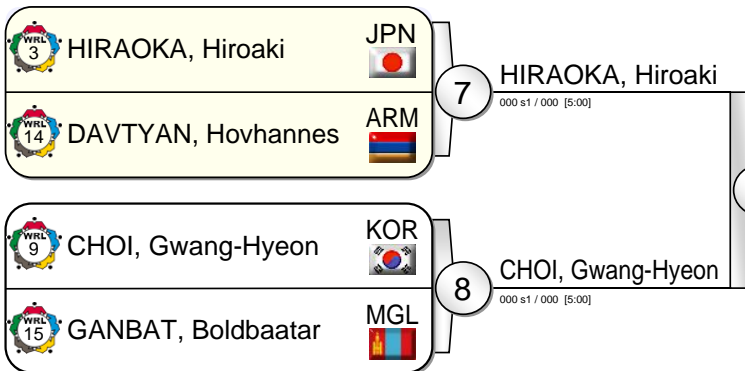 WRL
3
HIRAOKA, Hiroaki
JPN
WRL
14
DAVTYAN, Hovhannes
ARM
7
HIRAOKA, Hiroaki
000 s1 / 000 [5:00]
WRL
9
CHOI, Gwang-Hyeon
KOR
WRL
15
GANBAT, Boldbaatar
MGL
8
CHOI, Gwang-Hyeon
000 s1 / 000 [5:00]